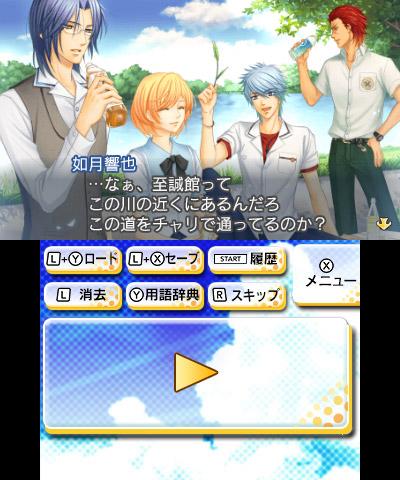 如月響也
…なぁ、至誠館って
この川の近くにあるんだろ
この道をチャリで通ってるのか？
L+Yロード
L+Xセーブ
START 履歴
X
メニュー
L 消去
Y用語辞典
R スキップ